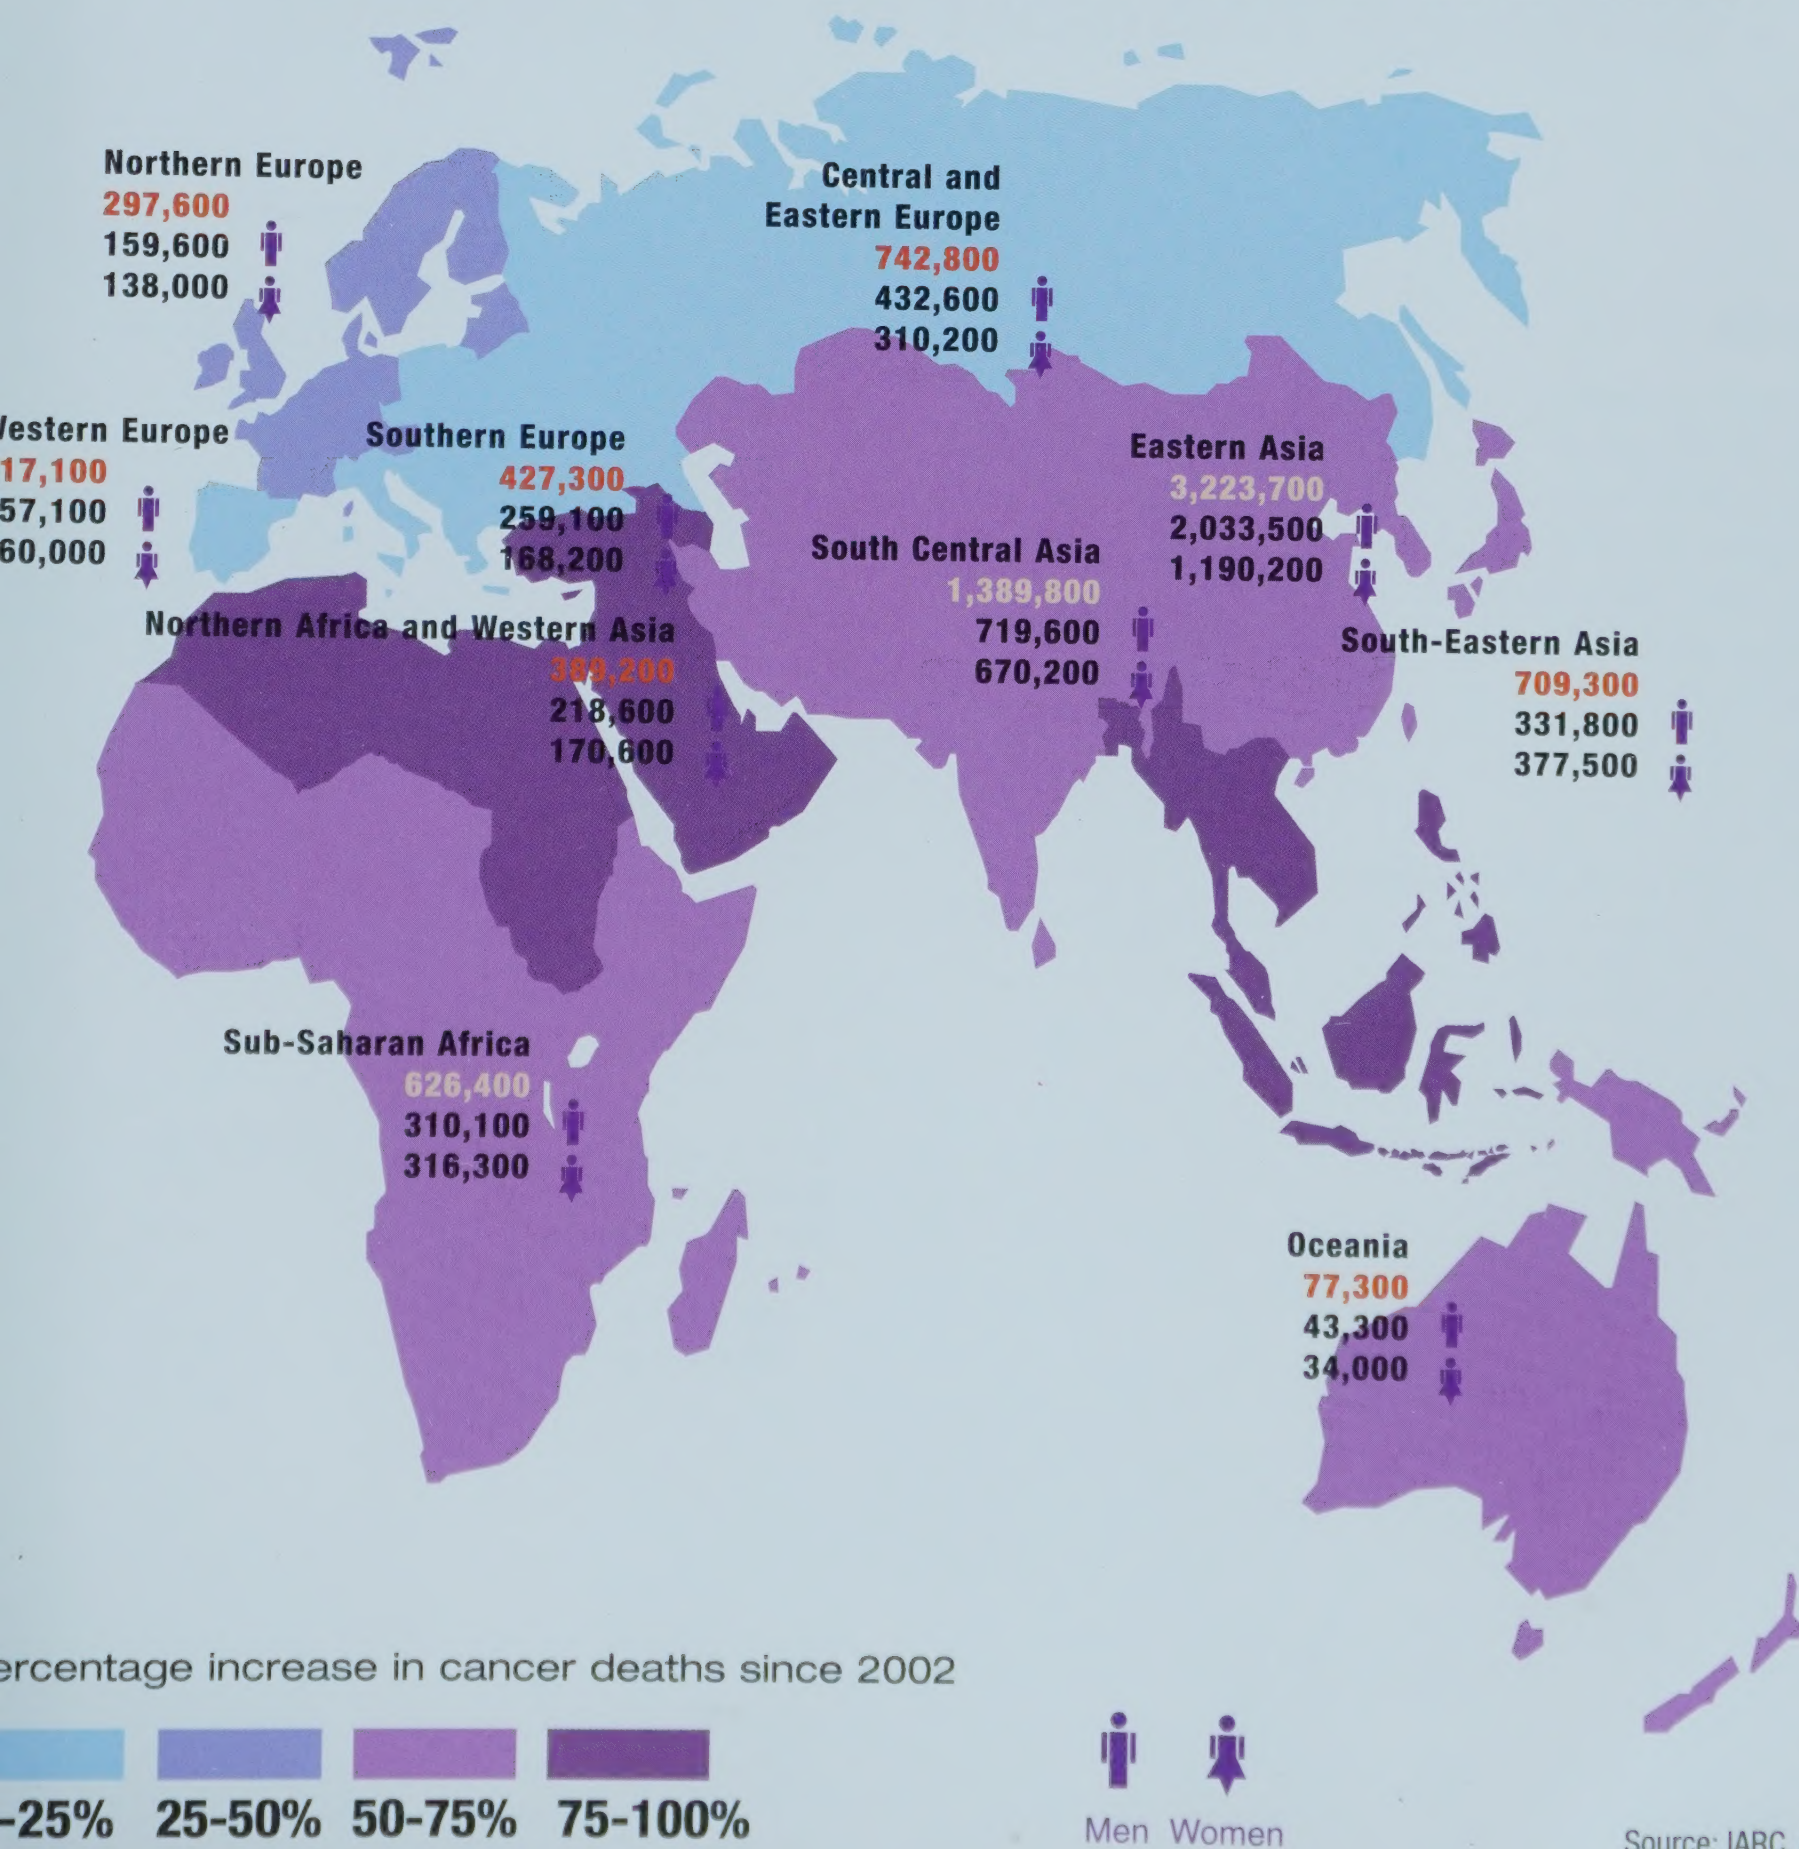 Northern Europe
297,600
159,600
138,000
Central and
Eastern Europe
742,800
432,600
310,200
Western Europe
17,100
57,100
60,000
Southern Europe
427,300
259,100
168,200
Eastern Asia
3,223,700
2,033,500
1,190,200
South Central Asia
1,389,800
719,600
670,200
Northern Africa and Western Asia
389,200
218,600
170,600
South-Eastern Asia
709,300
331,800
377,500
Sub-Saharan Africa
626,400
310,100
316,300
Oceania
77,300
43,300
34,000
ercentage increase in cancer deaths since 2002
-25% 25-50% 50-75% 75-100%
Men Women
Source: IARC